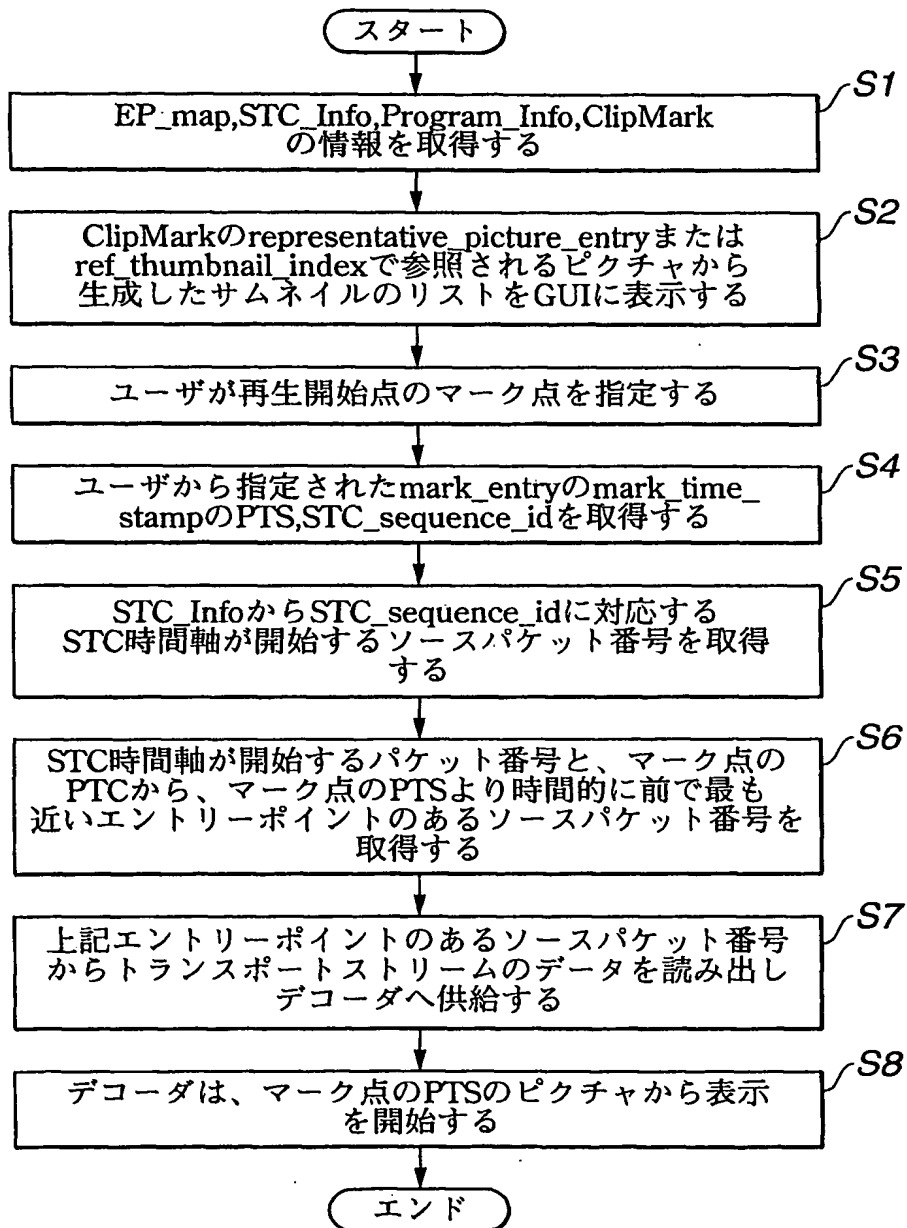 スタート
S1
EP_map,STC_Info,Program_Info,ClipMark
の情報を取得する
S2
ClipMarkのrepresentative_picture_entryまたは
ref_thumbnail_indexで参照されるピクチャから
生成したサムネイルのリストをGUIに表示する
S3
ユーザが再生開始点のマーク点を指定する
S4
ユーザから指定されたmark_entryのmark_time_
stampのPTS,STC_sequence_idを取得する
S5
STC_InfoからSTC_sequence_idに対応する
STC時間軸が開始するソースパケット番号を取得
する
S6
STC時間軸が開始するパケット番号と、マーク点の
PTCから、マーク点のPTSより時間的に前で最も
近いエントリーポイントのあるソースパケット番号を
取得する
S7
上記エントリーポイントのあるソースパケット番号
からトランスポートストリームのデータを読み出し
デコーダへ供給する
S8
デコーダは、マーク点のPTSのピクチャから表示
を開始する
エンド